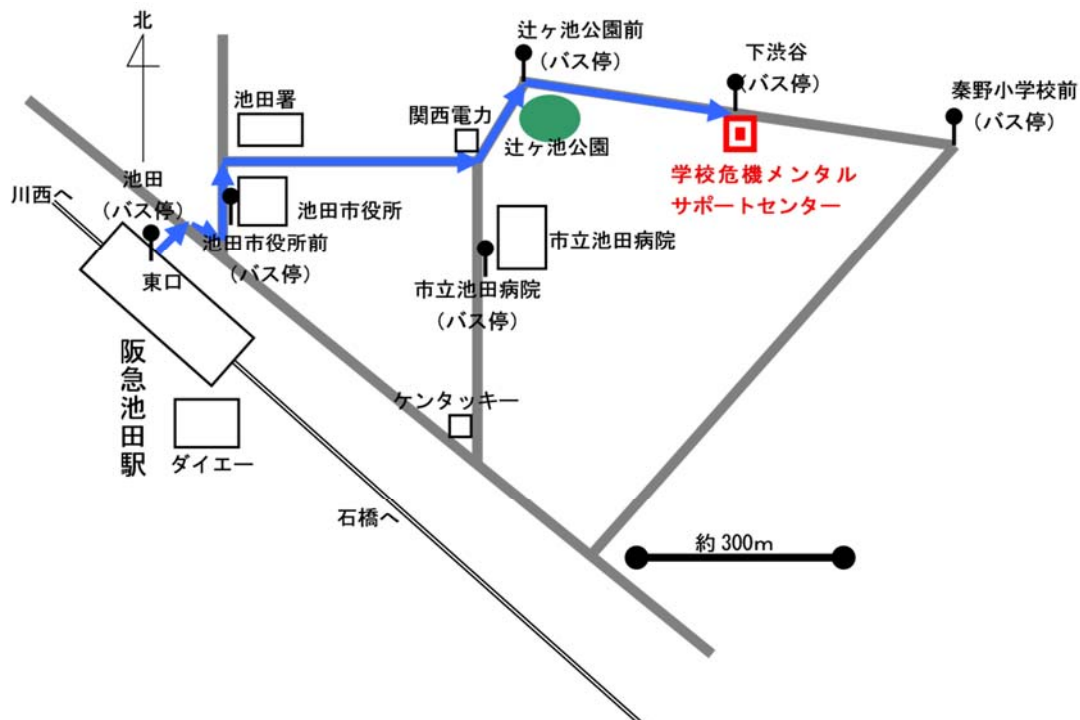 北
辻ヶ池公園前
（バス停）
下渋谷
（バス停）
秦野小学校前
（バス停）
池田署
関西電力
辻ヶ池公園
学校危機メンタル
サポートセンター
川西へ
池田
（バス停）
池田市役所
池田市役所前
（バス停）
東口
市立池田病院
市立池田病院
（バス停）
阪急池田駅
ケンタッキー
ダイエー
石橋へ
約300m